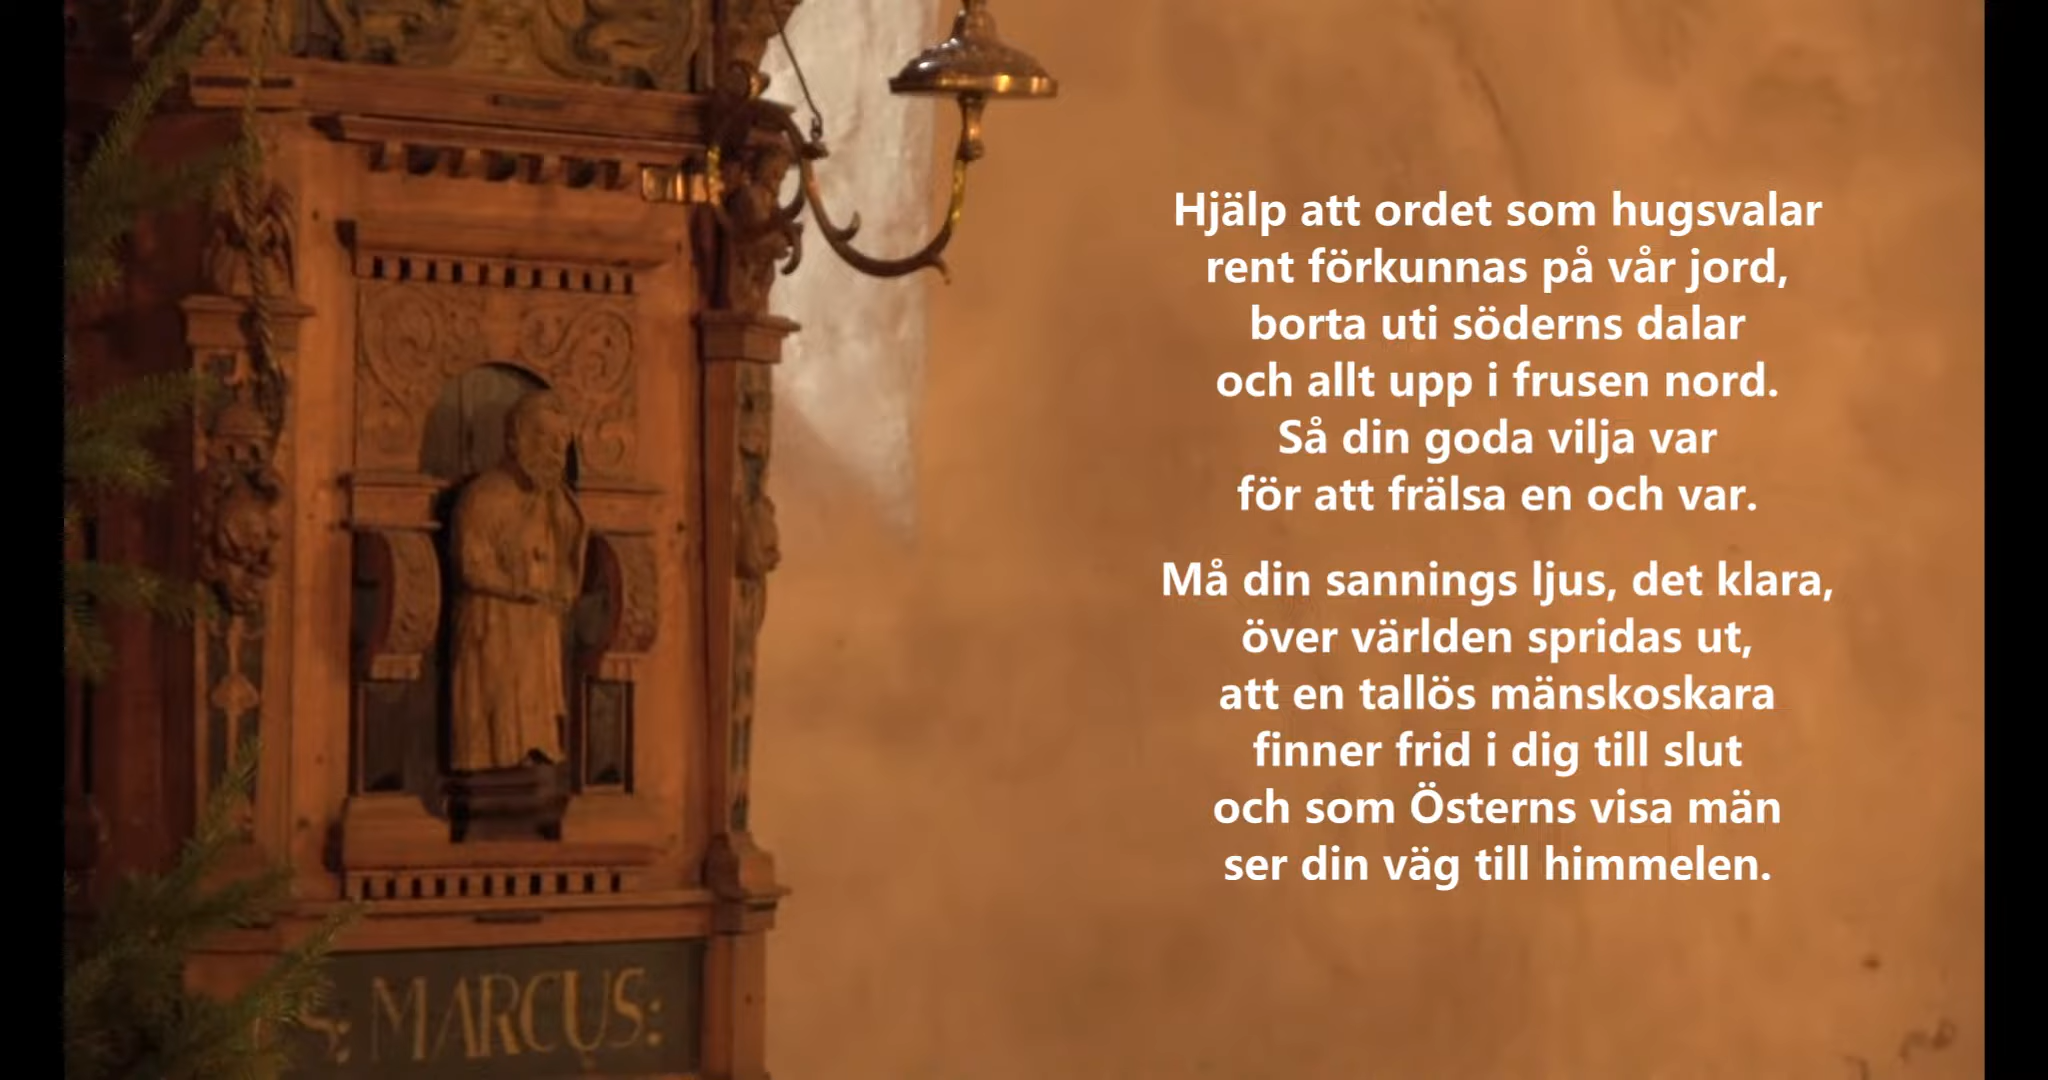 Hjälp att ordet som hugsvalar
rent förkunnas på vår jord,
borta uti söderns dalar
och allt upp i frusen nord.
Så din goda vilja var
för att frälsa en och var.
Må din sannings ljus, det klara,
över världen spridas ut,
att en tallös mänskoskara
finner frid i dig till slut
och som Österns visa män
ser din väg till himmelen.
S: MARCUS: